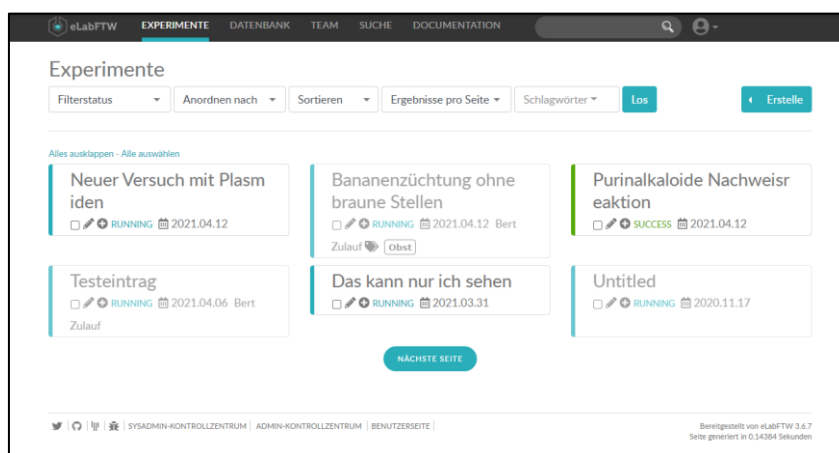 eLabFTW EXPERIMENTE DATENBANK TEAM SUCHE DOCUMENTATION
Experimente
Filterstatus Anordnen nach Sortieren Ergebnisse pro Seite Schlagwörter Los Erstelle
Alles ausklappen - Alle auswählen
Neuer Versuch mit Plasm
iden
RUNNING 2021.04.12
Bananenzüchtung ohne
braune Stellen
RUNNING 2021.04.12 Bert
Zulauf Obst
Purinalkaloide Nachweisr
eaktion
SUCCESS 2021.04.12
Testeintrag
RUNNING 2021.04.06 Bert
Zulauf
Das kann nur ich sehen
RUNNING 2021.03.31
Untitled
RUNNING 2020.11.17
NÄCHSTE SEITE
SYSADMIN-KONTROLLZENTRUM | ADMIN-KONTROLLZENTRUM | BENUTZERSEITE |
Bereitgestellt von eLabFTW 3.6.7
Seite generiert in 0,14384 Sekunden